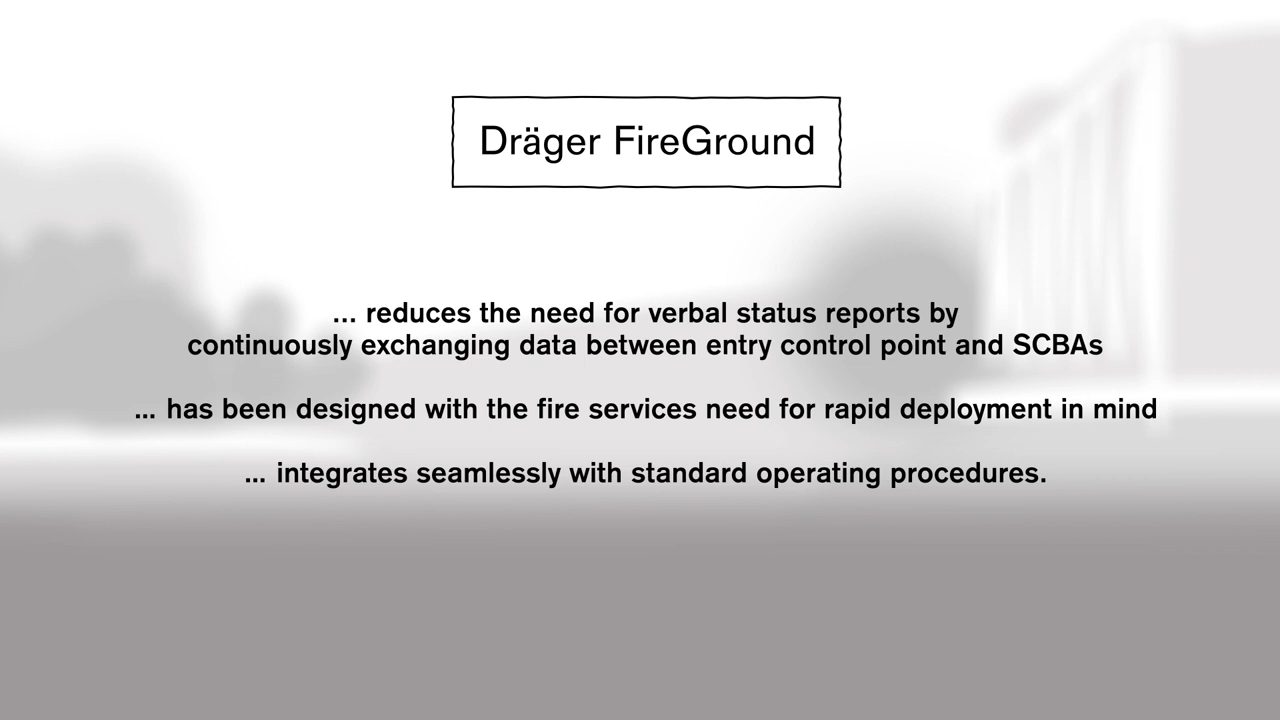 Dräger FireGround
... reduces the need for verbal status reports by
continuously exchanging data between entry control point and SCBAs
... has been designed with the fire services need for rapid deployment in mind
... integrates seamlessly with standard operating procedures.